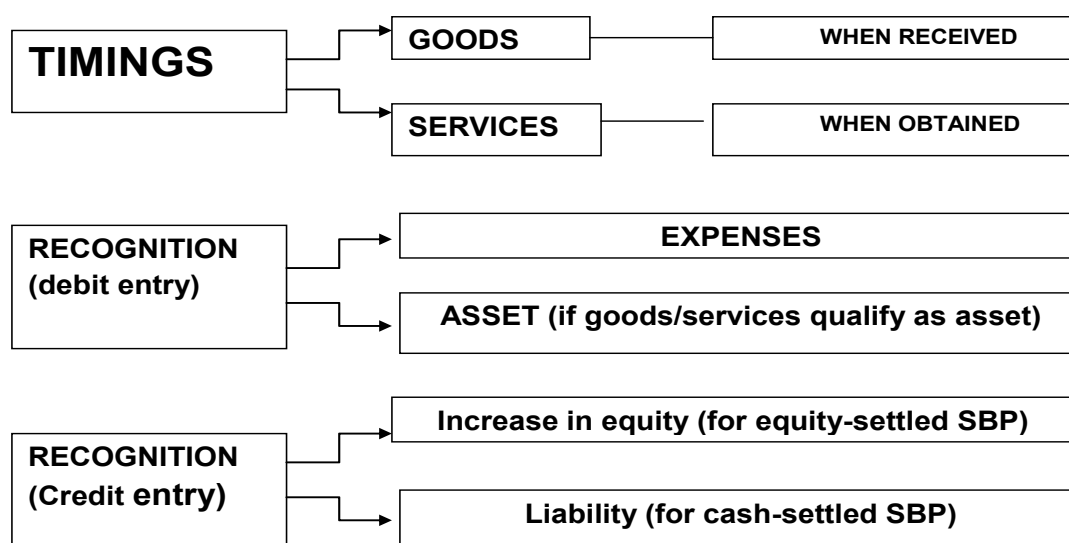 TIMINGS
GOODS
WHEN RECEIVED
SERVICES
WHEN OBTAINED
RECOGNITION
(debit entry)
EXPENSES
ASSET (if goods/services qualify as asset)
RECOGNITION
(Credit entry)
Increase in equity (for equity-settled SBP)
Liability (for cash-settled SBP)